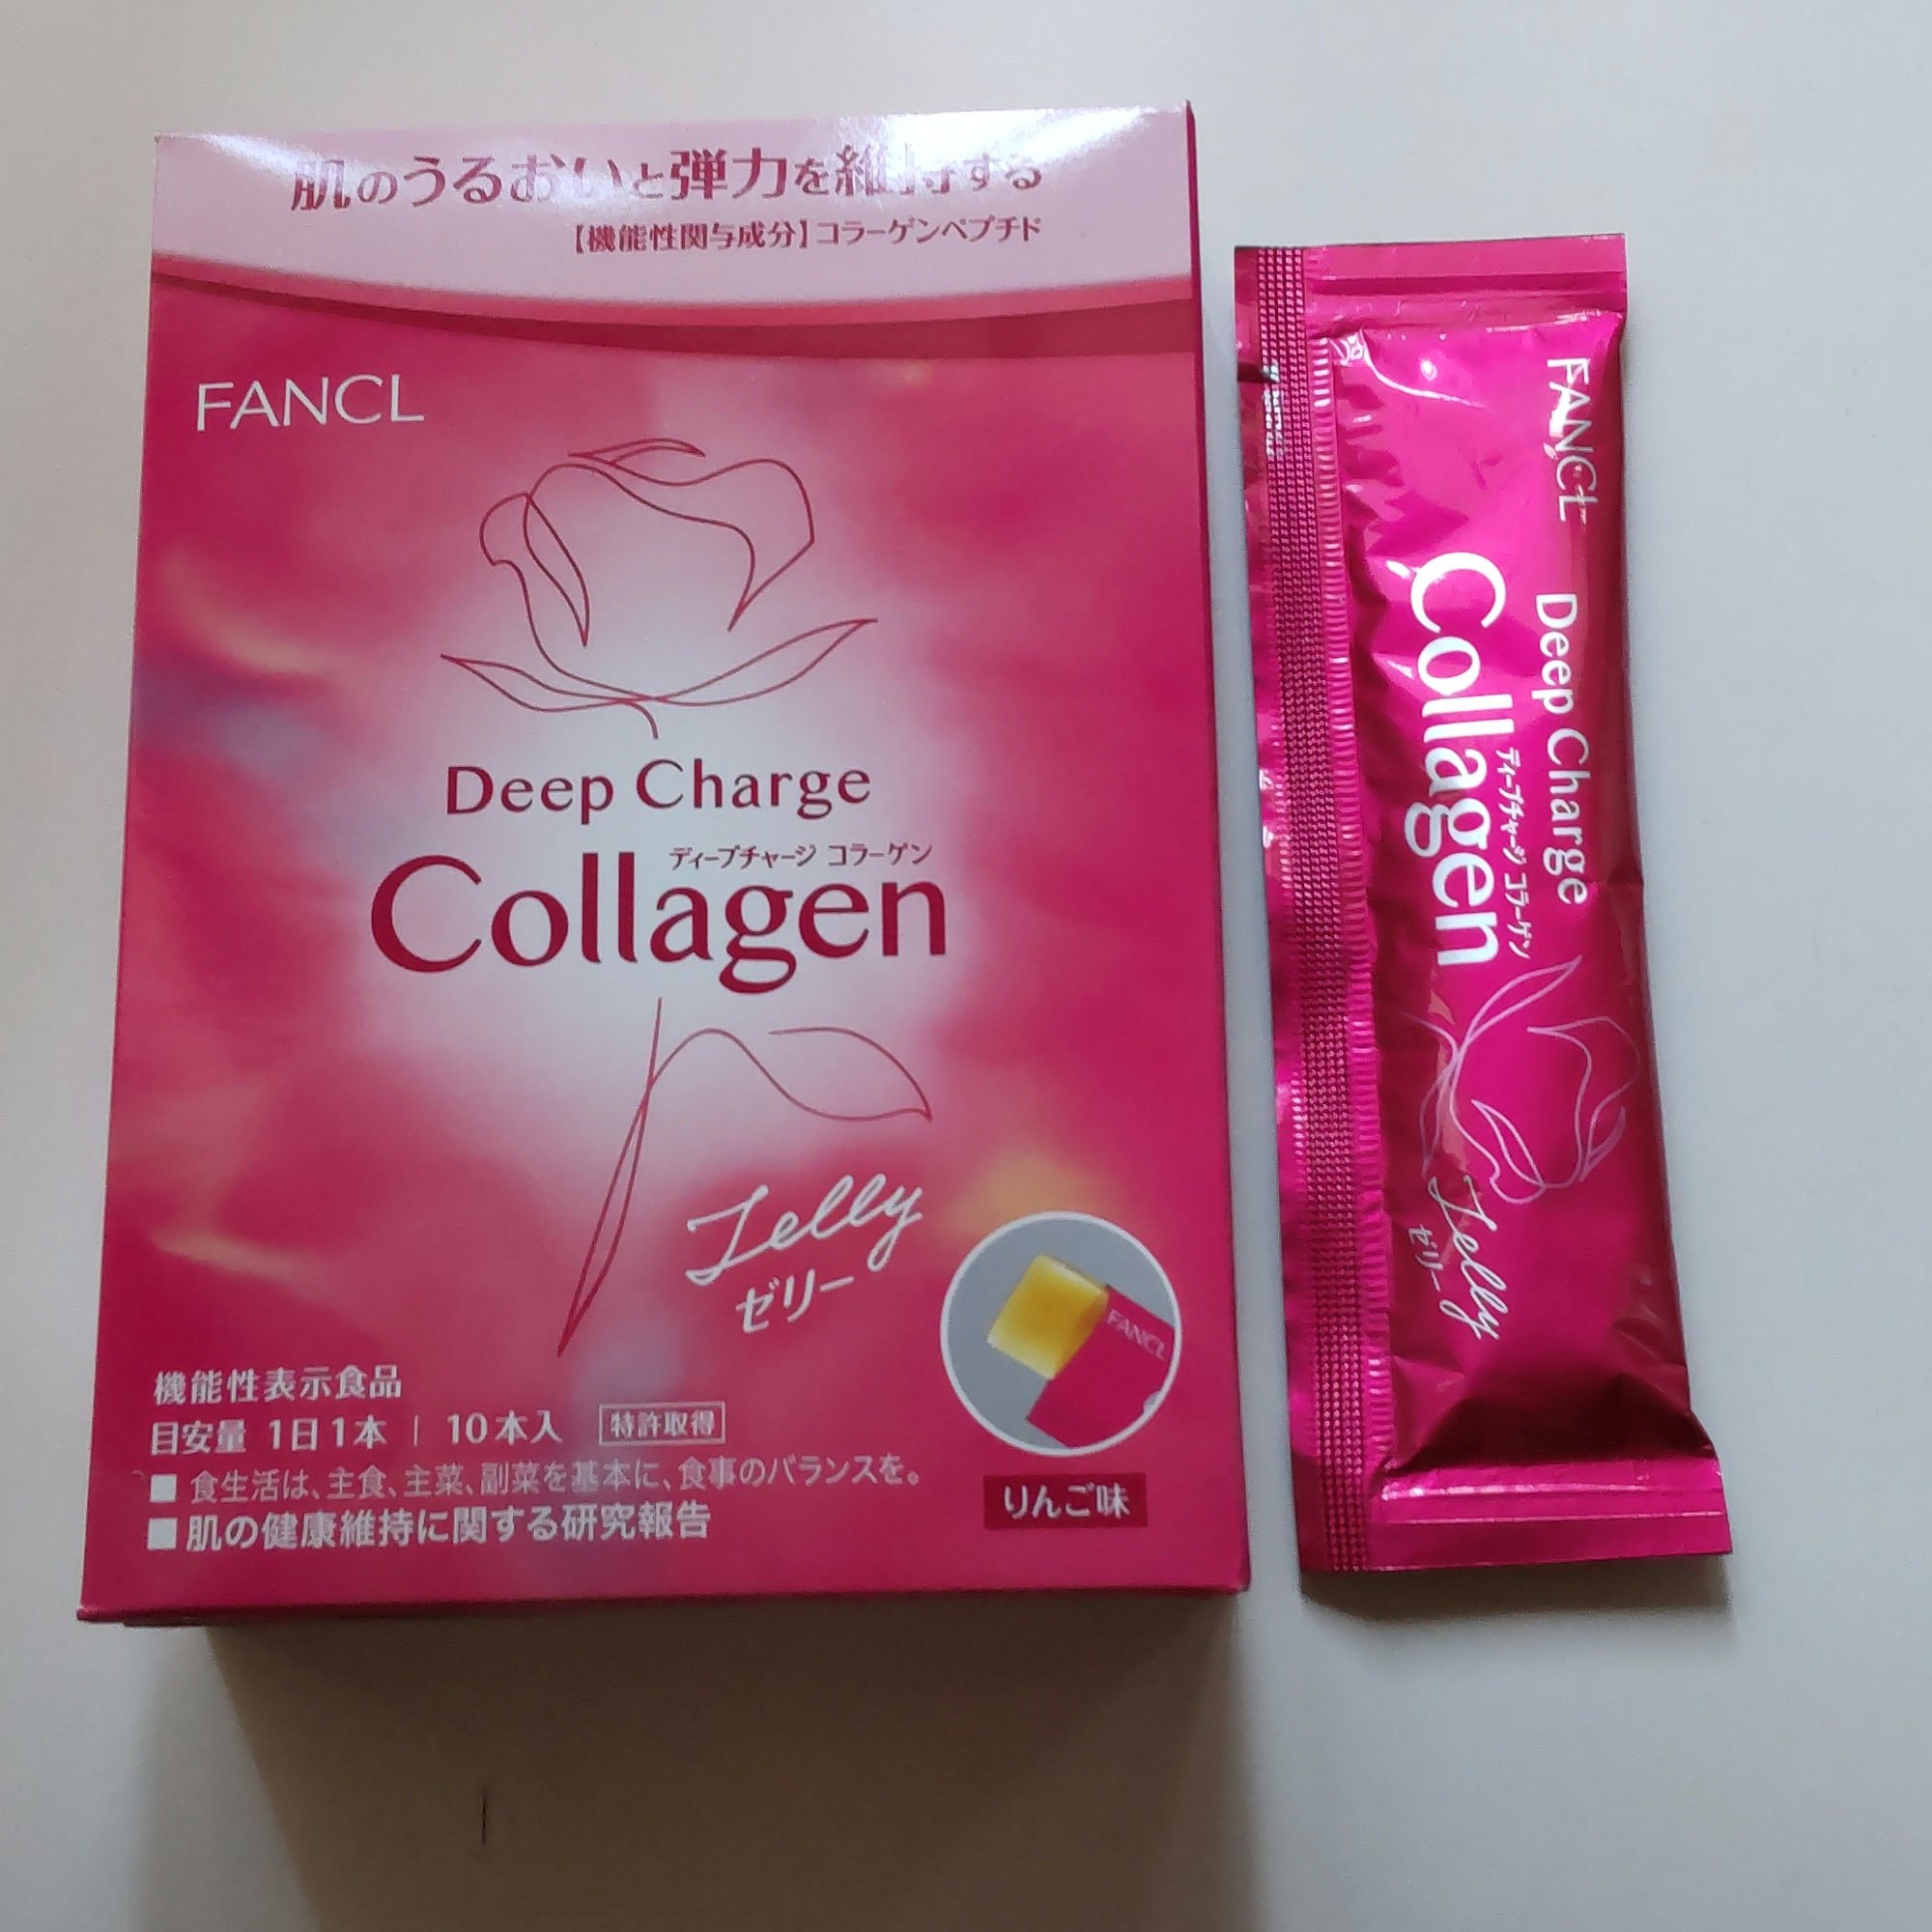 肌のうるおいと弾力を維持する
【機能性関与成分】コラーゲンペプチド
FANCL
Deep Charge
ディープチャージ コラーゲン
Collagen
Jelly
ゼリー
FANCL
機能性表示食品
目安量 1日1本 | 10本入 特許取得
■ 食生活は、主食、主菜、副菜を基本に、食事のバランスを。
■ 肌の健康維持に関する研究報告
りんご味
FANCL
Deep Charge
ディープチャージ コラーゲン
Collagen
Jelly
ゼリー